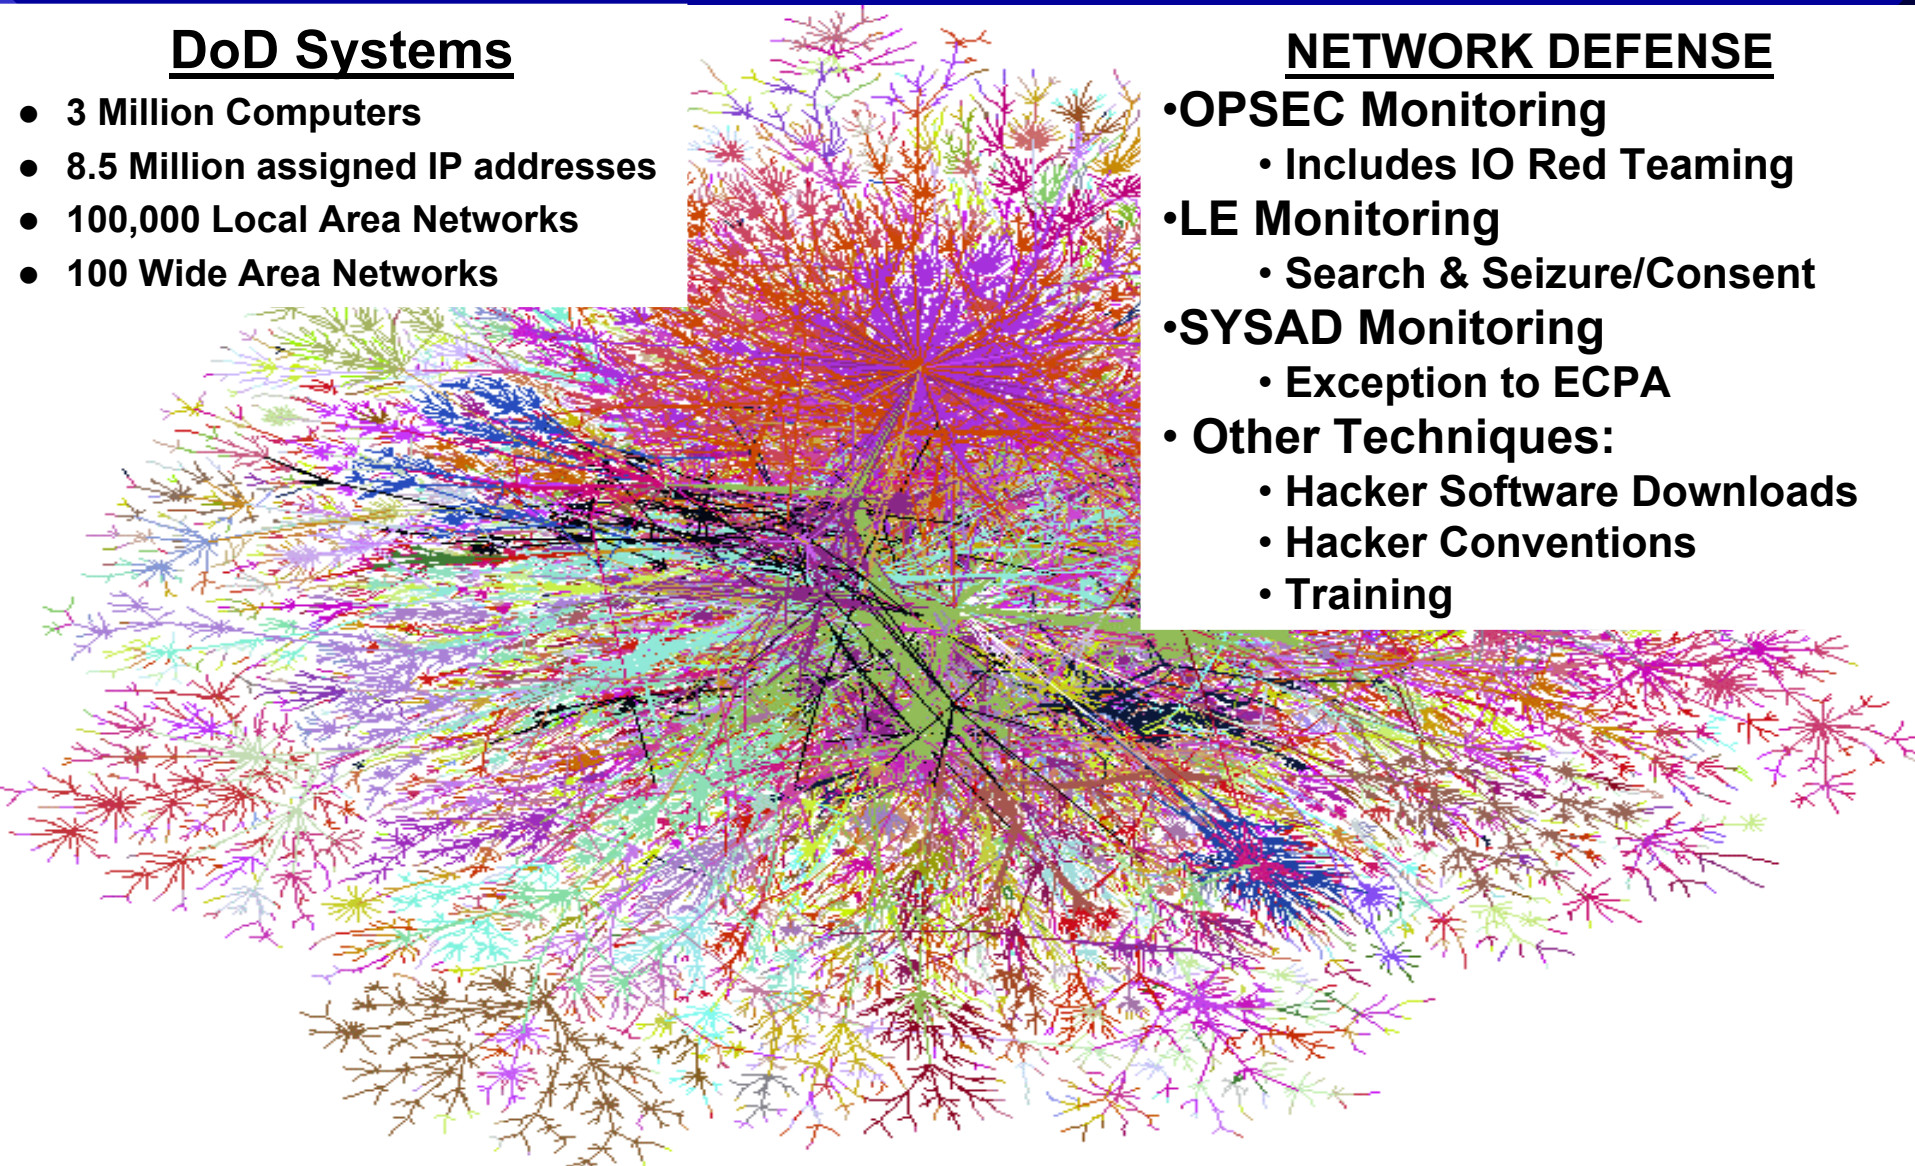 DoD Systems
● 3 Million Computers
● 8.5 Million assigned IP addresses
● 100,000 Local Area Networks
● 100 Wide Area Networks
NETWORK DEFENSE
•OPSEC Monitoring
• Includes IO Red Teaming
•LE Monitoring
• Search & Seizure/Consent
•SYSAD Monitoring
• Exception to ECPA
• Other Techniques:
• Hacker Software Downloads
• Hacker Conventions
• Training